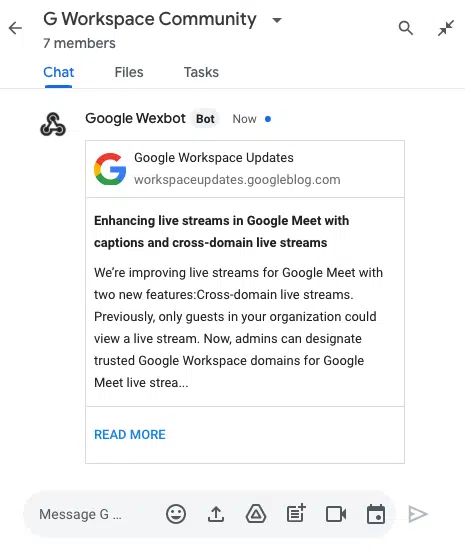 G Workspace Community
7 members
Chat Files Tasks
Google Wexbot Bot Now
Google Workspace Updates
workspaceupdates.googleblog.com
Enhancing live streams in Google Meet with
captions and cross-domain live streams
We’re improving live streams for Google Meet with
two new features:Cross-domain live streams.
Previously, only guests in your organization could
view a live stream. Now, admins can designate
trusted Google Workspace domains for Google
Meet live strea...
READ MORE
Message G ...